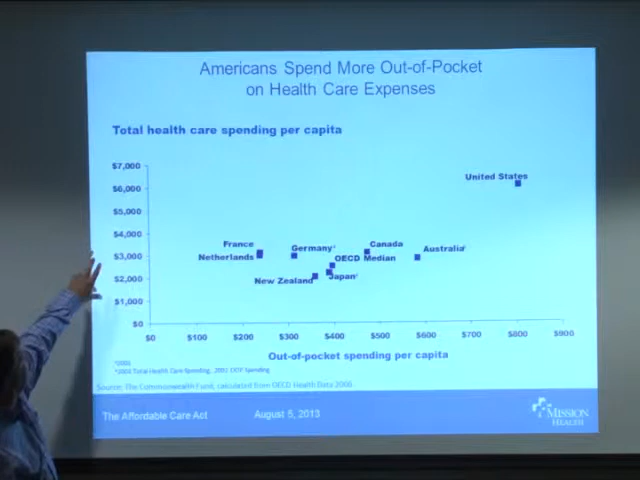 Americans Spend More Out-of-Pocket
on Health Care Expenses
Total health care spending per capita
$7,000
$6,000
$5,000
$4,000
$3,000
$2,000
$1,000
$0
United States
France
Netherlands
Germany¹
Canada
OECD Median
Australia¹
New Zealand
Japan¹
$0 $100 $200 $300 $400 $500 $600 $700 $800 $900
Out-of-pocket spending per capita
Source: The Commonwealth Fund, calculated from OECD Health Data 2006
The Affordable Care Act
August 5, 2013
MISSION
HEALTH